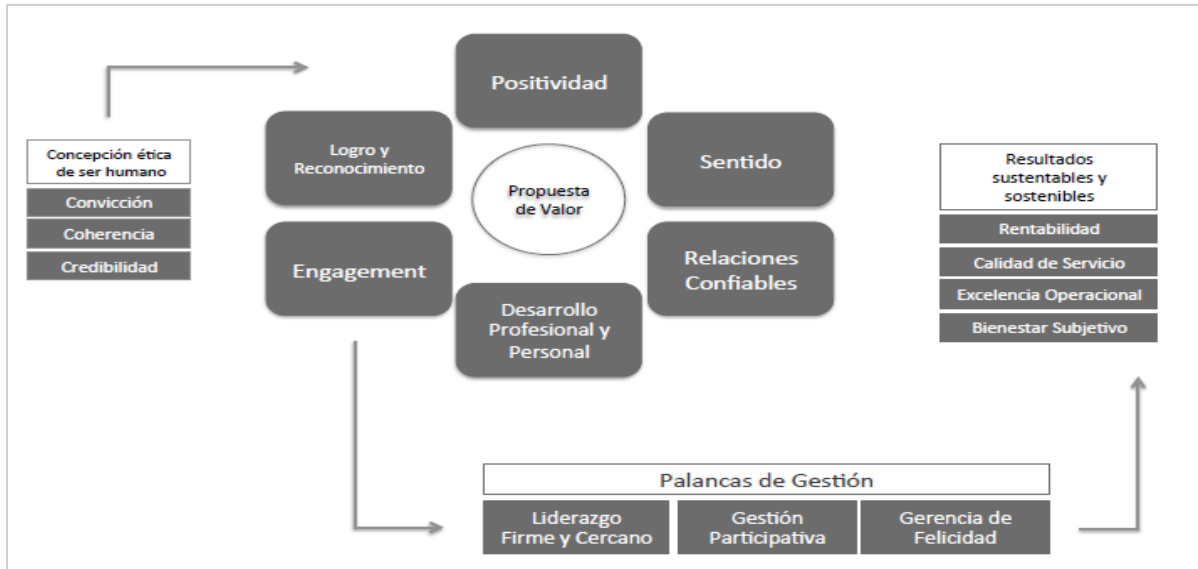 Concepción ética
de ser humano
Convicción
Coherencia
Credibilidad
Positividad
Logro y
Reconocimiento
Sentido
Propuesta
de Valor
Engagement
Relaciones
Confiables
Desarrollo
Profesional y
Personal
Palancas de Gestión
Liderazgo
Firme y Cercano
Gestión
Participativa
Gerencia de
Felicidad
Resultados
sustentables y
sostenibles
Rentabilidad
Calidad de Servicio
Excelencia Operacional
Bienestar Subjetivo